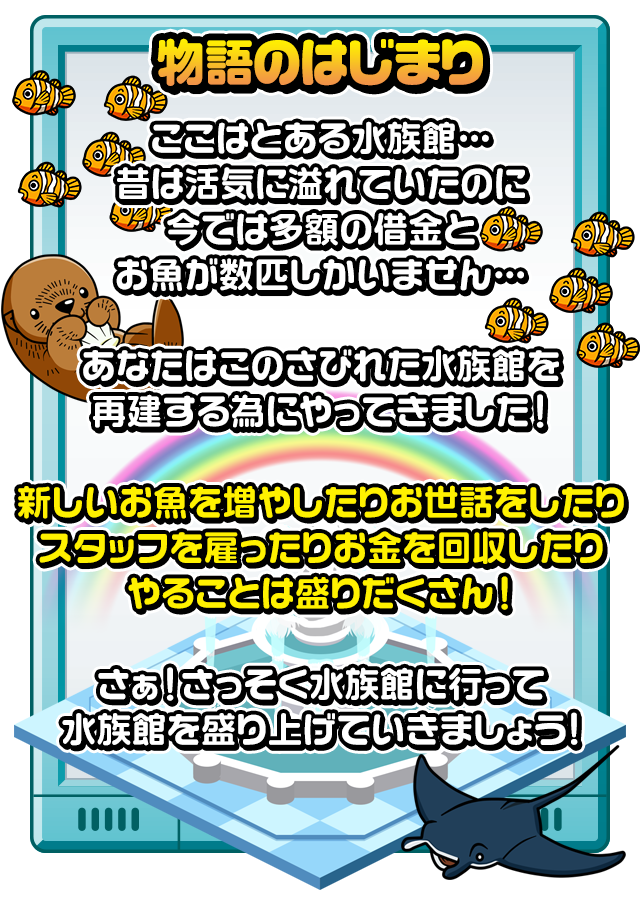 物語のはじまり
ここはとある水族館…
昔は活気に溢れていたのに
今では多額の借金と
お魚が数匹しかいません…
あなたはこのさびれた水族館を
再建する為にやってきました!
新しいお魚を増やしたりお世話をしたり
スタッフを雇ったりお金を回収したり
やることは盛りだくさん!
さぁ!さっそく水族館に行って
水族館を盛り上げていきましょう!